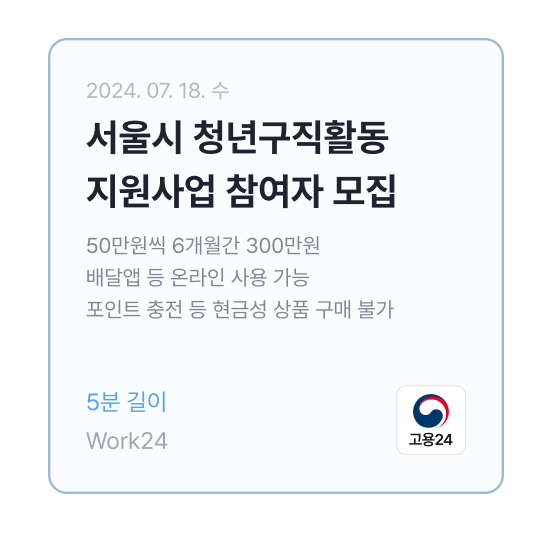 2024. 07. 18. 수
서울시 청년구직활동
지원사업 참여자 모집
50만원씩 6개월간 300만원
배달앱 등 온라인 사용 가능
포인트 충전 등 현금성 상품 구매 불가
5분 길이
Work24
고용24